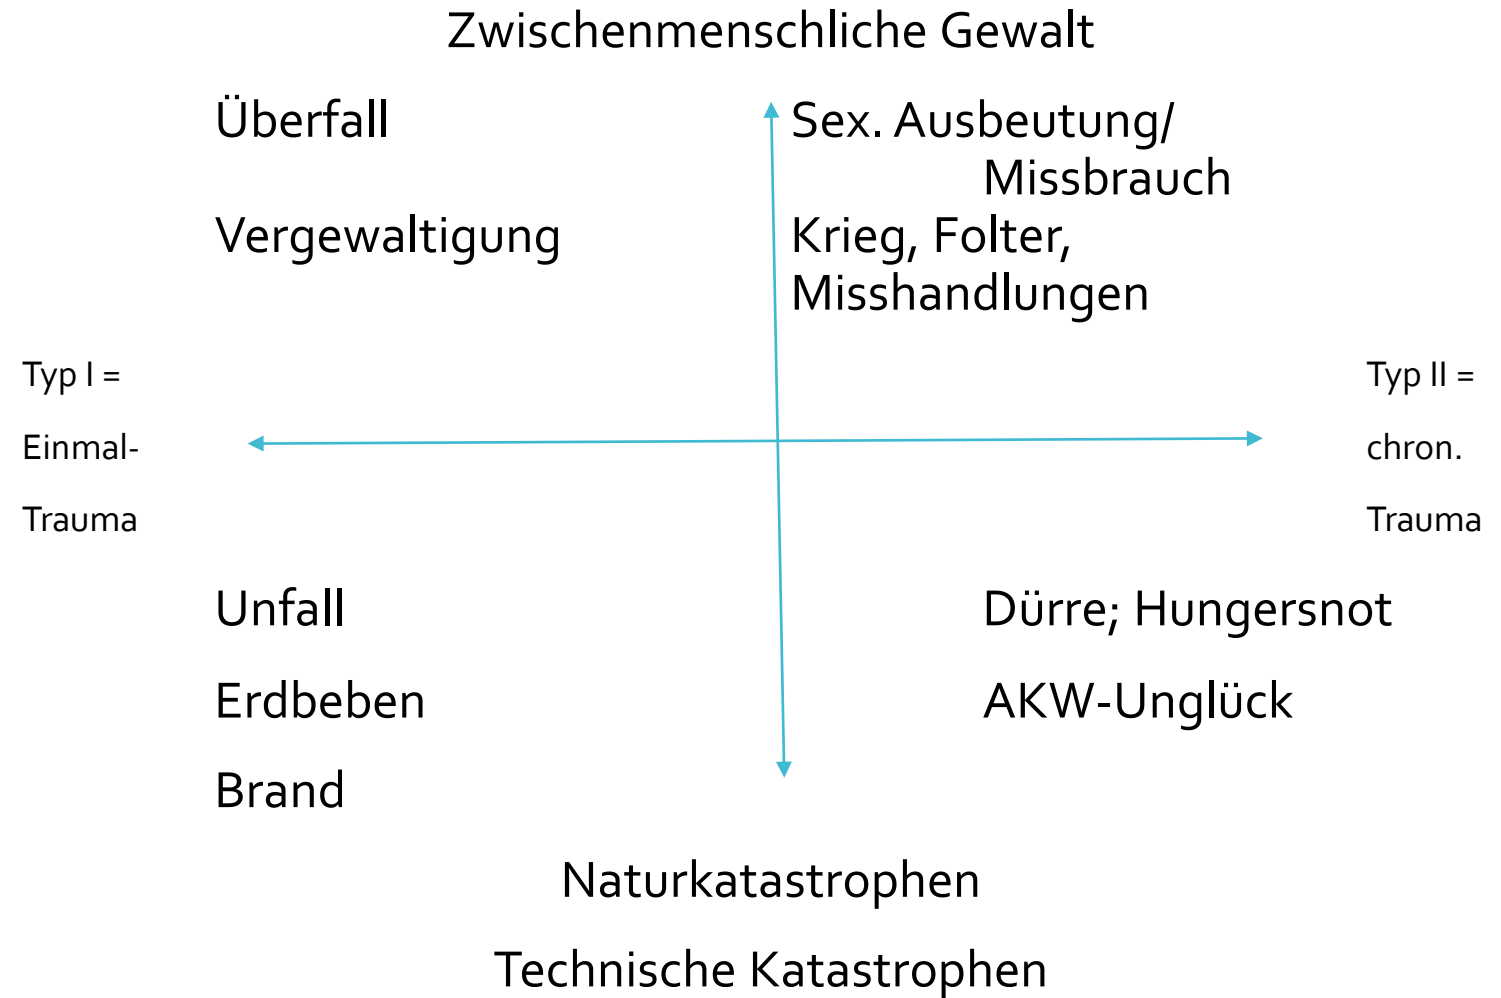 Zwischenmenschliche Gewalt
Überfall
Sex. Ausbeutung/
Missbrauch
Vergewaltigung
Krieg, Folter,
Misshandlungen
Typ I =
Einmal-
Trauma
Typ II =
chron.
Trauma
Unfall
Dürre; Hungersnot
Erdbeben
AKW-Unglück
Brand
Naturkatastrophen
Technische Katastrophen